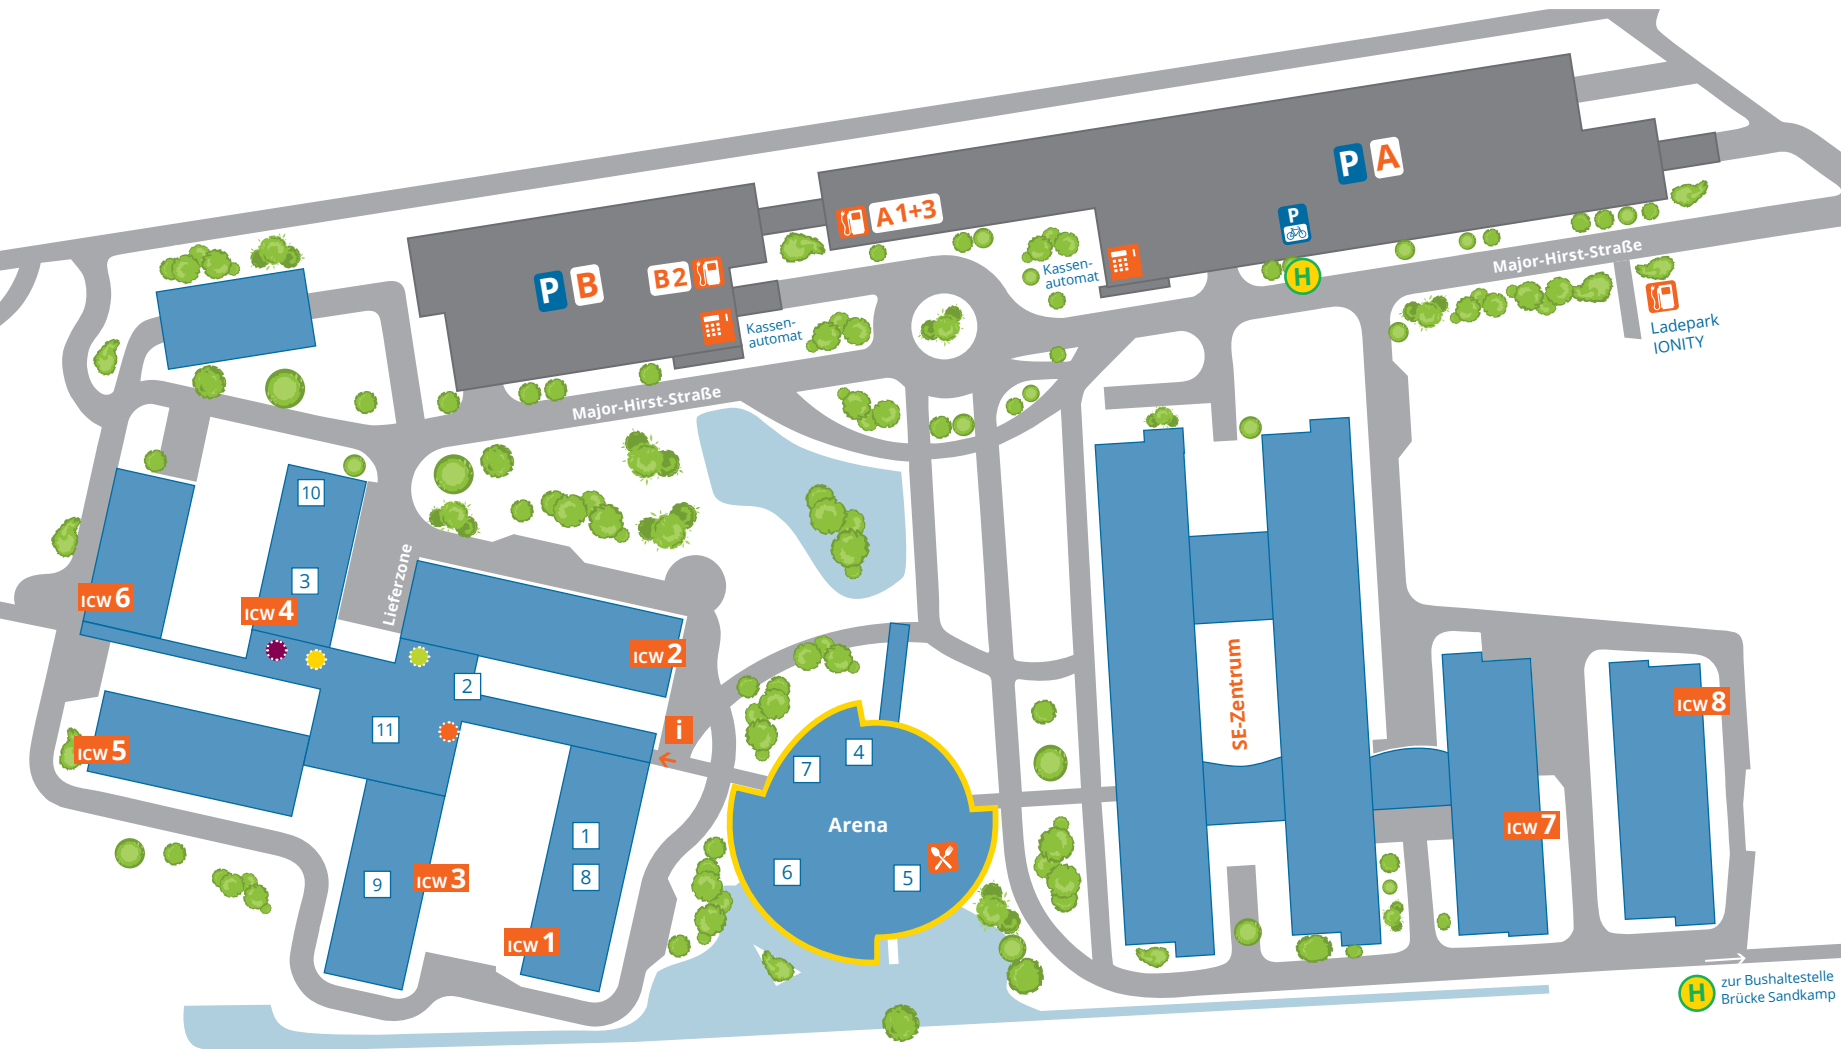 P A
A 1+3
P
Kassen-
automat
H
Major-Hirst-Straße
P B
B 2
Kassen-
automat
Ladepark
IONITY
Major-Hirst-Straße
10
Lieferzone
3
ICW 6
ICW 4
ICW 2
2
11
i
ICW 5
SE-Zentrum
ICW 8
4
7
Arena
ICW 7
1
6
5
8
9
ICW 3
ICW 1
H
zur Bushaltestelle
Brücke Sandkamp